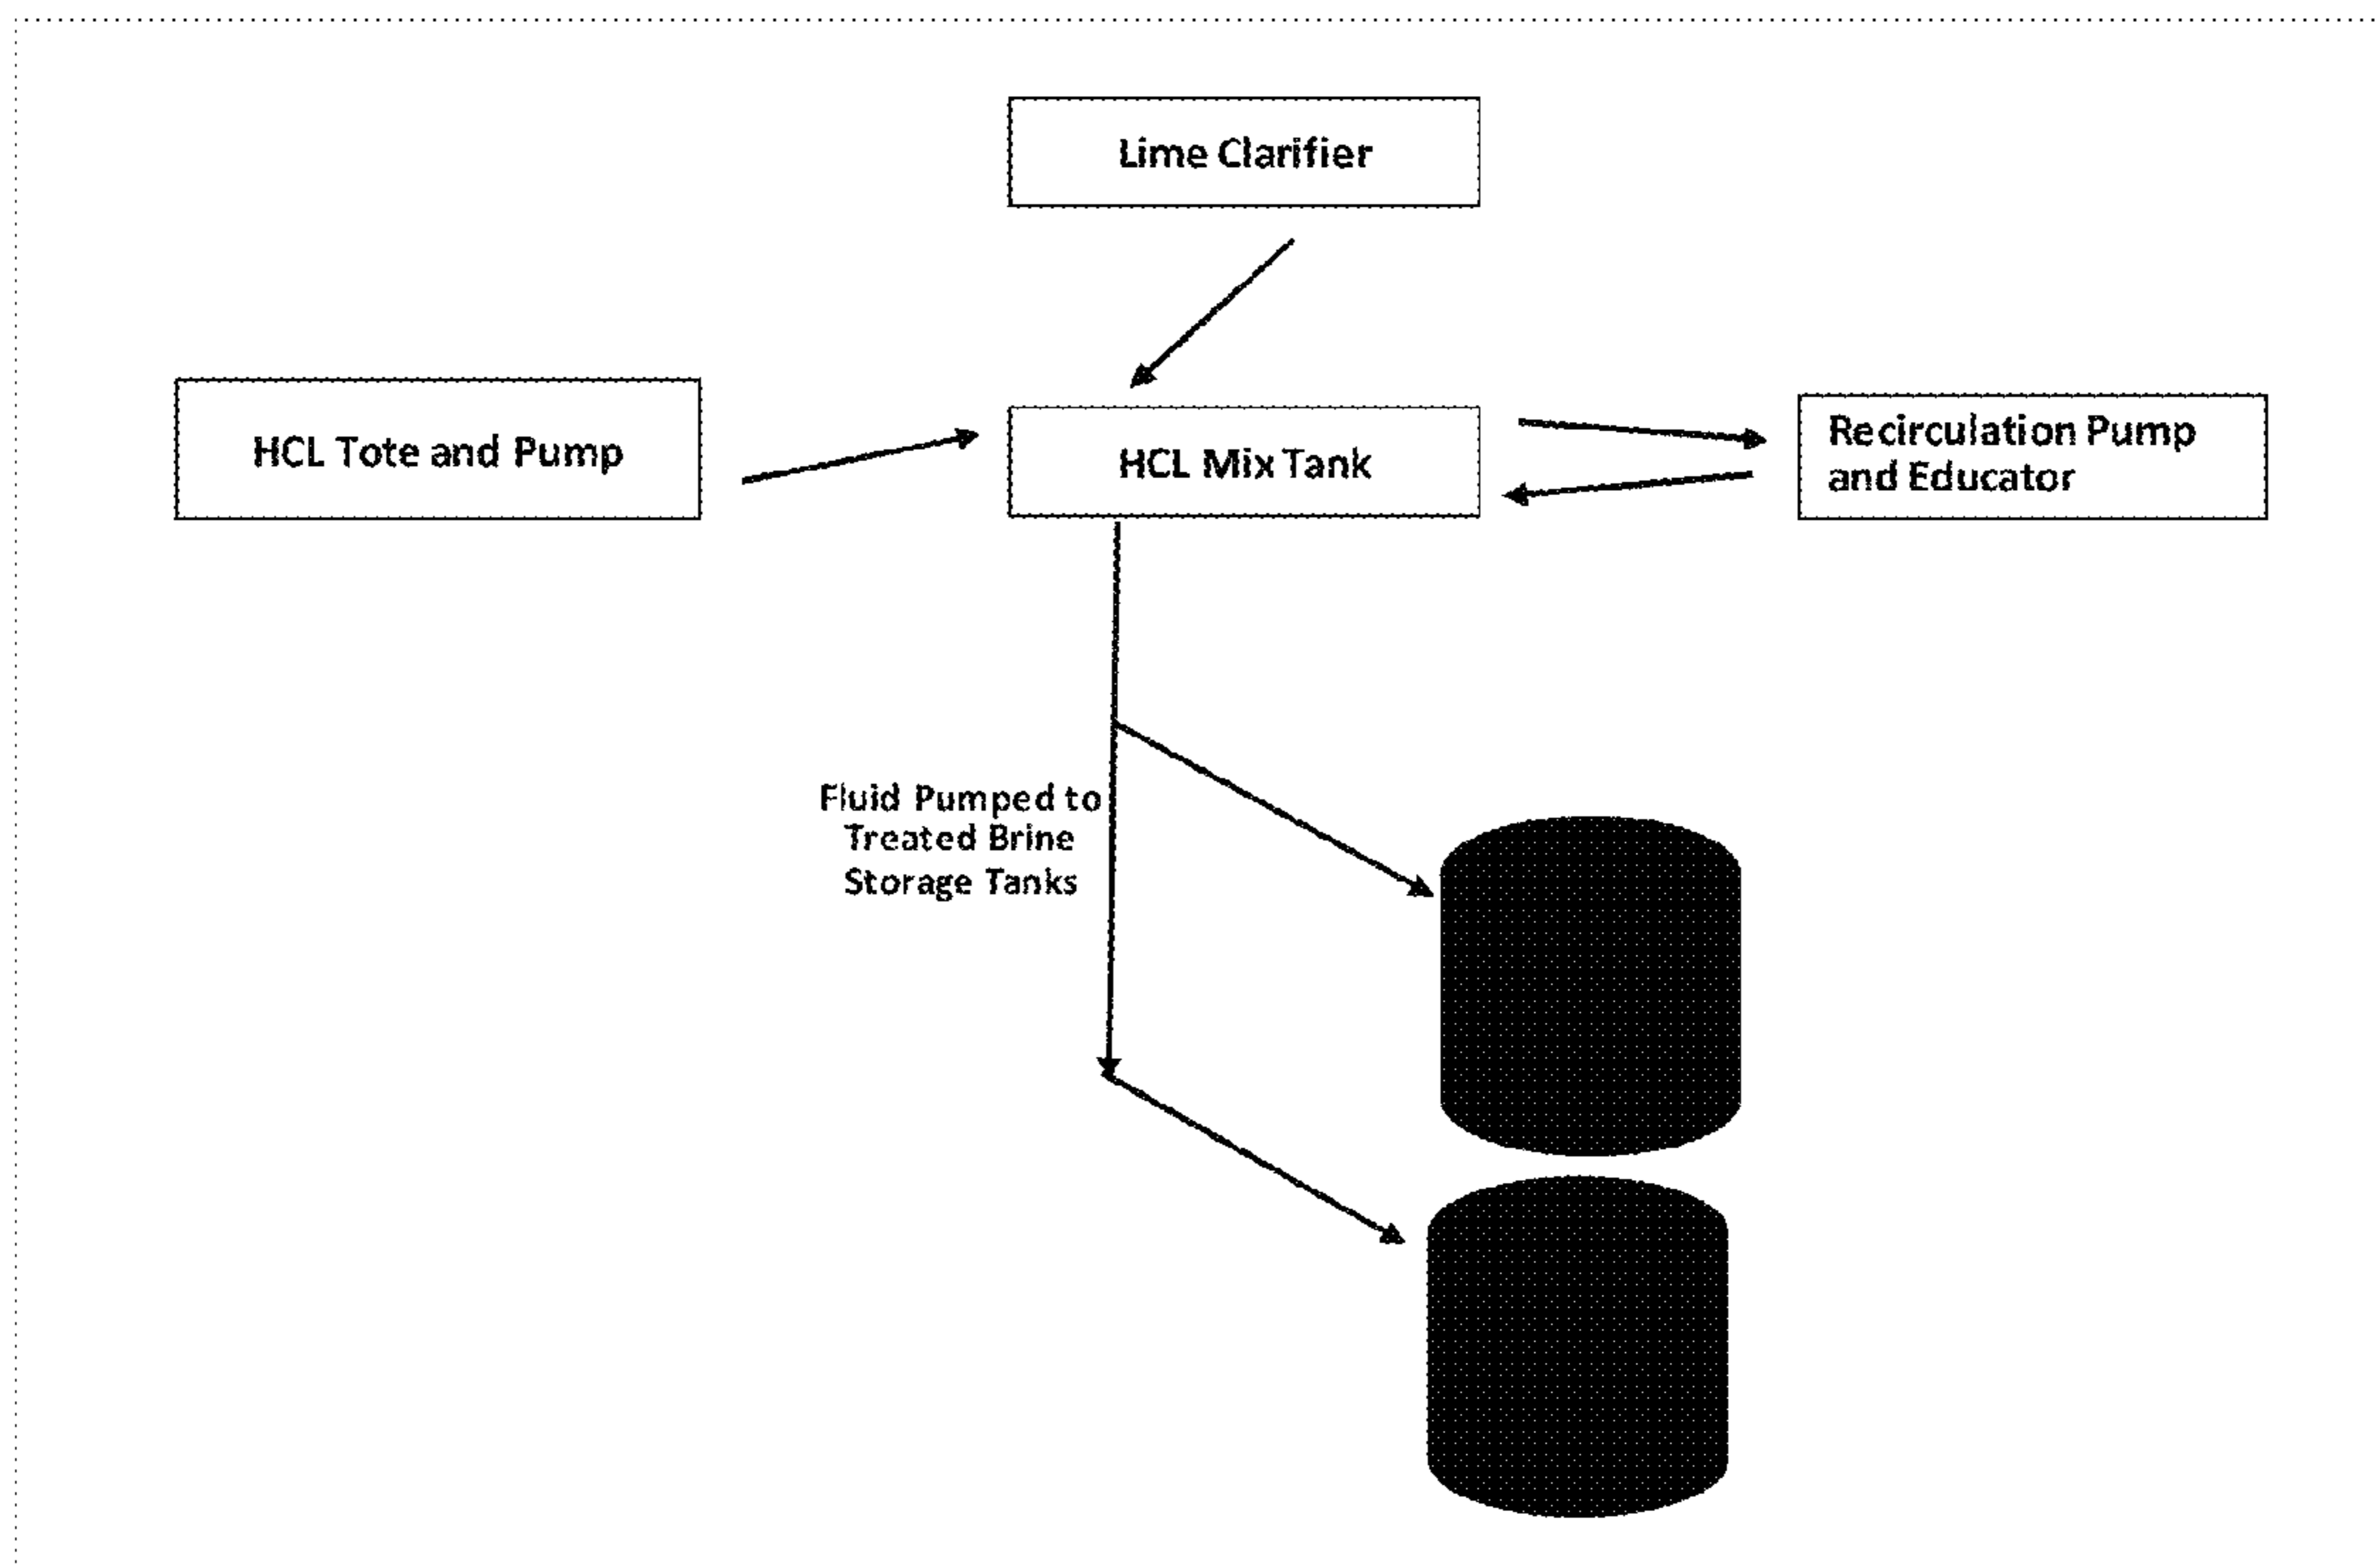 Lime Clarifier
HCL Tote and Pump
HCL Mix Tank
Recirculation Pump
and Educator
Fluid Pumped to
Treated Brine
Storage Tanks